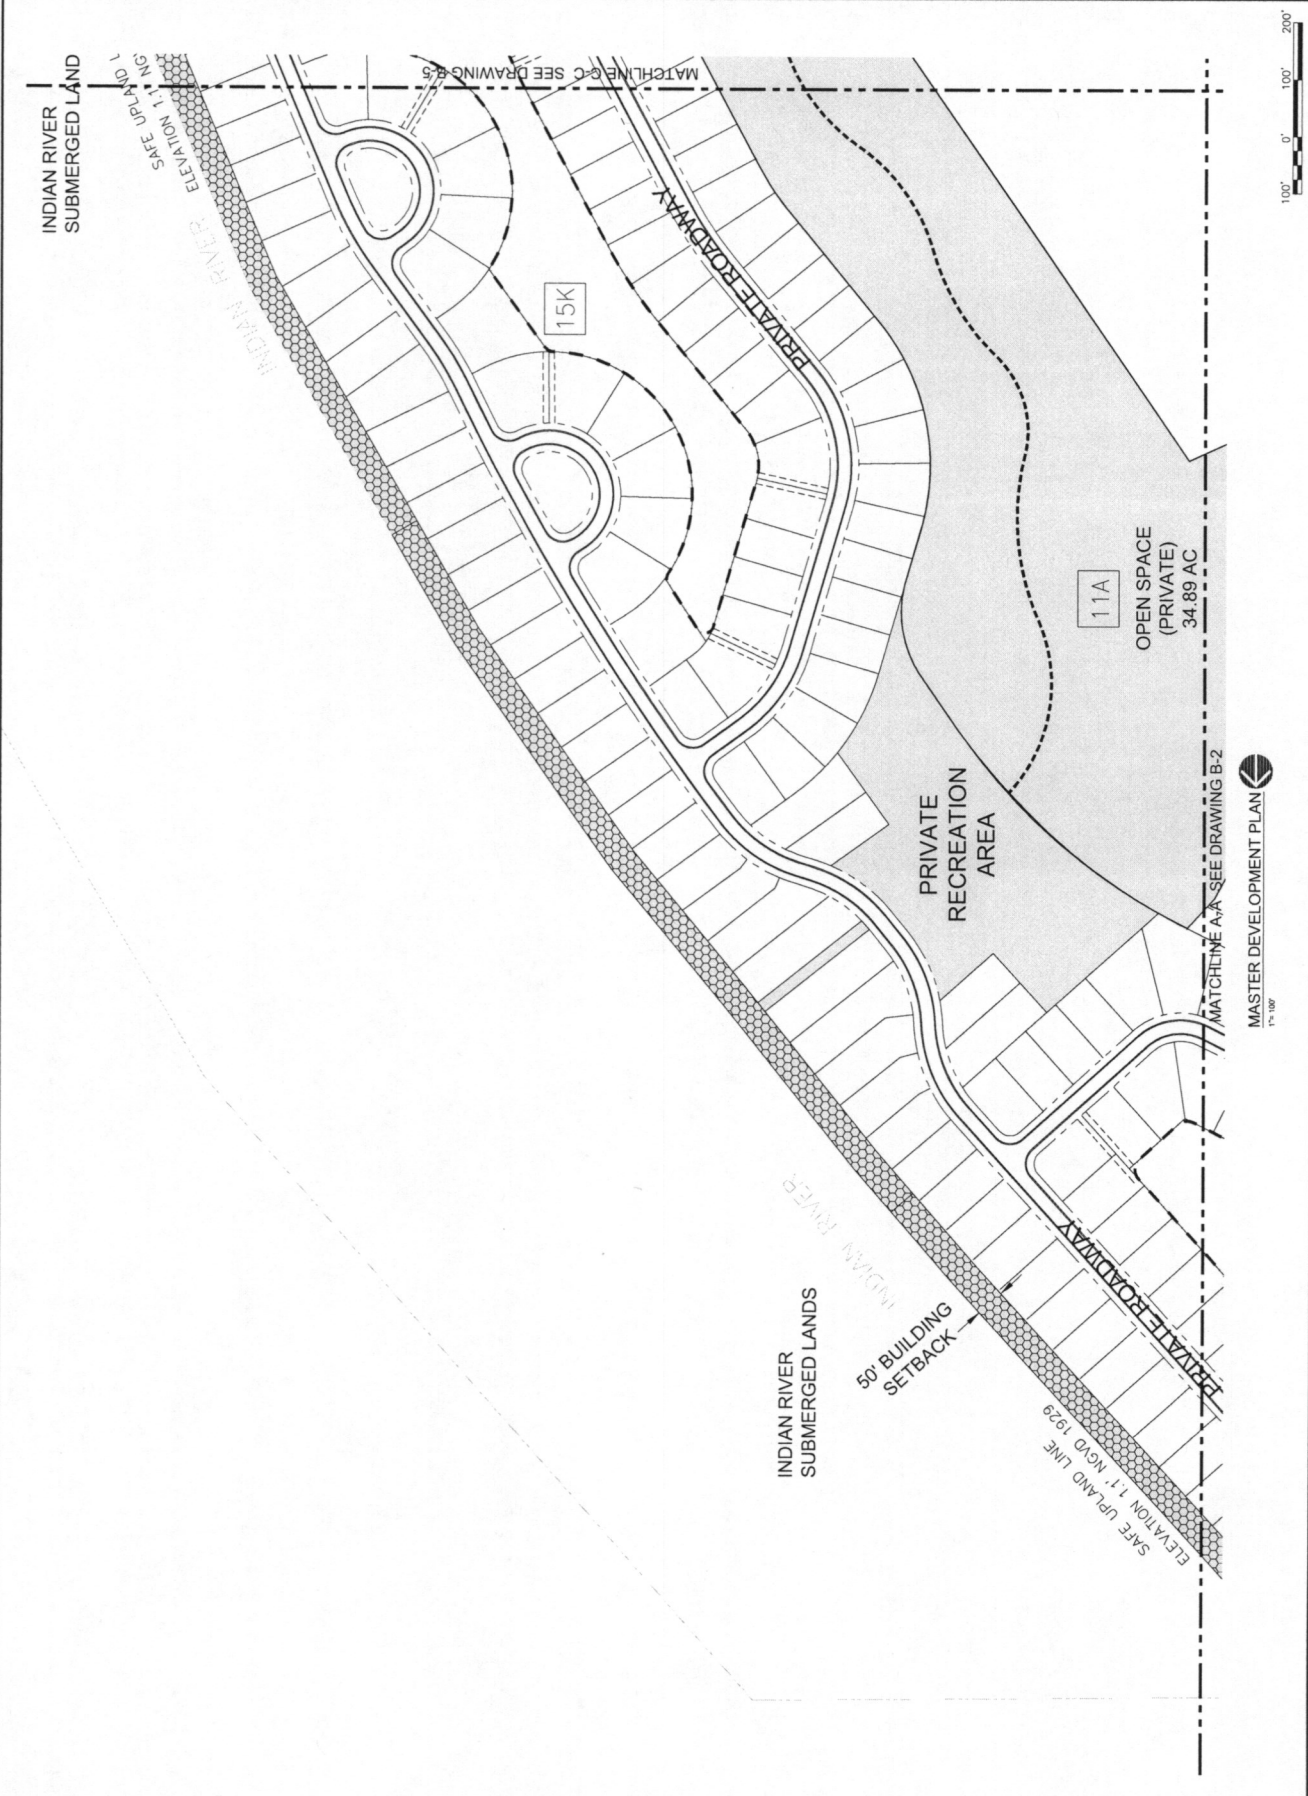 INDIAN RIVER
SUBMERGED LAND
SAFE UPLAND L
ELEVATION 1.1' NGV
INDIAN RIVER
MATCHLINE C-C SEE DRAWING B-5
200'
100'
0'
100'
PRIVATE ROADWAY
15K
11A
OPEN SPACE
(PRIVATE)
34.89 AC
PRIVATE
RECREATION
AREA
MATCHLINE A-A SEE DRAWING B-2
MASTER DEVELOPMENT PLAN
1"= 100'
INDIAN RIVER
INDIAN RIVER
SUBMERGED LANDS
50' BUILDING
SETBACK
PRIVATE ROADWAY
SAFE UPLAND LINE
ELEVATION 1.1' NGVD 1929